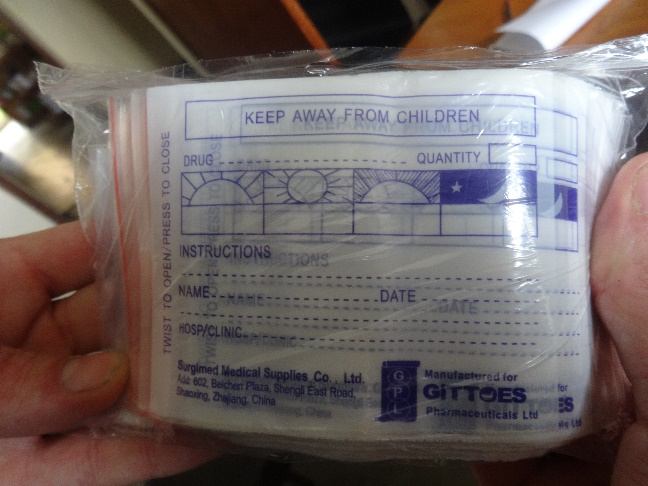 KEEP AWAY FROM CHILDREN
DRUG QUANTITY
INSTRUCTIONS
NAME DATE
HOSP/CLINIC
TWIST TO OPEN/PRESS TO CLOSE
Surgimed Medical Supplies Co., Ltd.
Add: 602, Beichen Plaza, Shengli East Road,
Shaoxing, Zhejiang, China
GPL
Manufactured for
GiTTOES
Pharmaceuticals Ltd